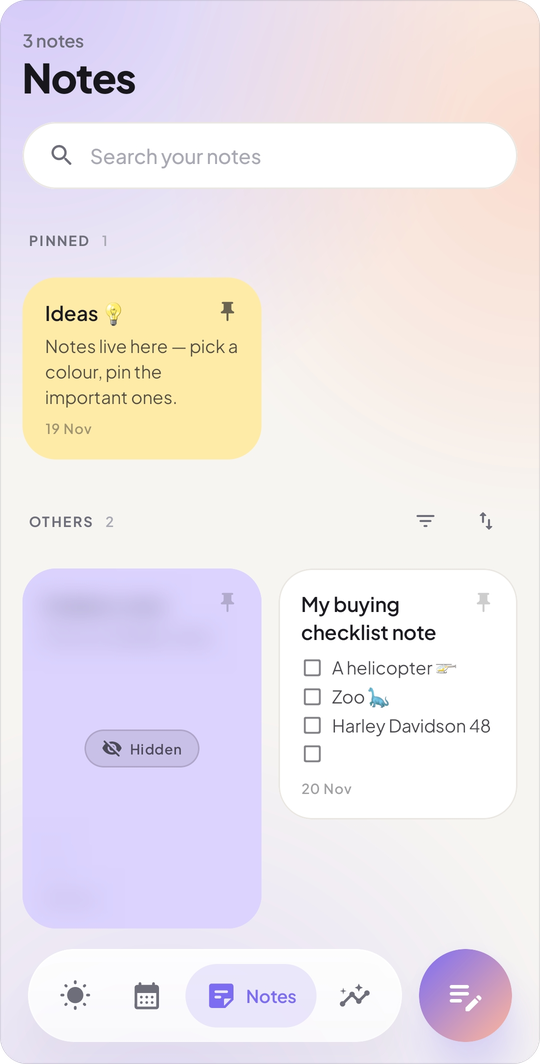 3 notes
Notes
Search your notes
PINNED 1
Ideas 💡
Notes live here — pick a
colour, pin the
important ones.
19 Nov
OTHERS 2
Hidden
My buying
checklist note
A helicopter 🚁
Zoo 🦕
Harley Davidson 48
20 Nov
Notes